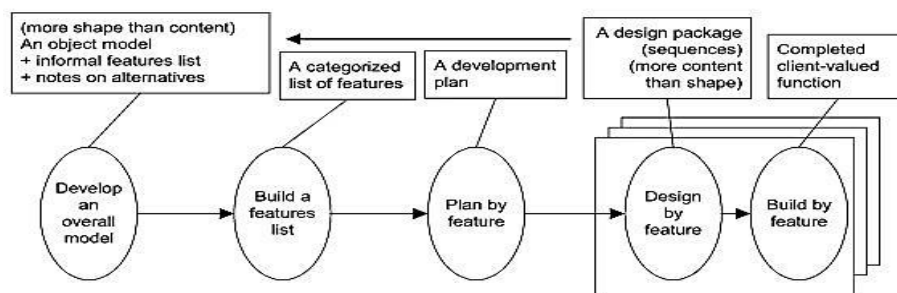 (more shape than content)
An object model
+ informal features list
+ notes on alternatives
A categorized
list of features
A development
plan
A design package
(sequences)
(more content
than shape)
Completed
client-valued
function
Develop
an
overall
model
Build a
features
list
Plan by
feature
Design
by
feature
Build by
feature